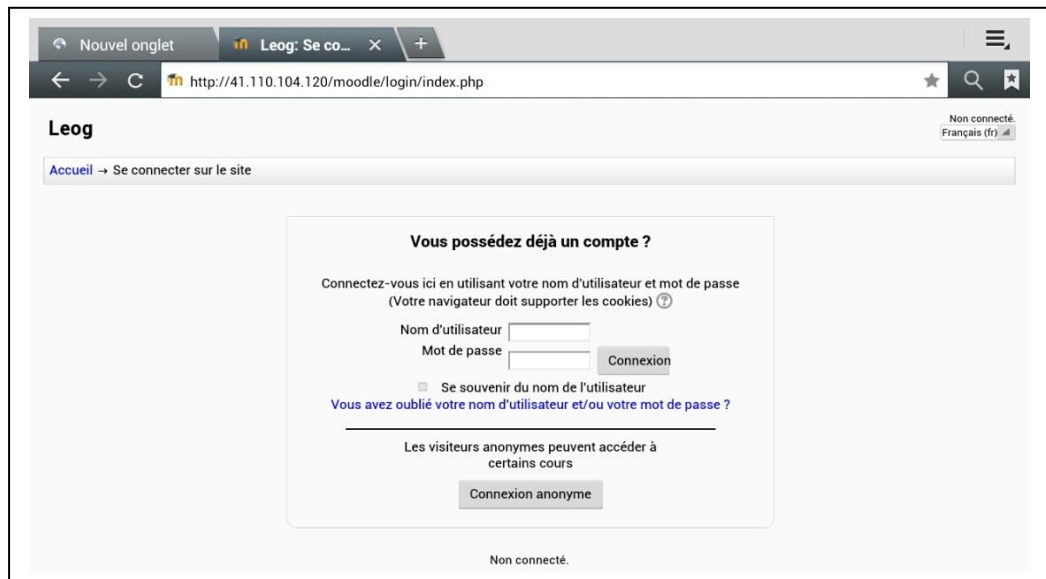 Nouvel onglet
Leog: Se co...
http://41.110.104.120/moodle/login/index.php
Leog
Non connecté.
Français (fr)
Accueil → Se connecter sur le site
Vous possédez déjà un compte ?
Connectez-vous ici en utilisant votre nom d'utilisateur et mot de passe
(Votre navigateur doit supporter les cookies) ?
Nom d'utilisateur
Mot de passe
Connexion
Se souvenir du nom de l'utilisateur
Vous avez oublié votre nom d'utilisateur et/ou votre mot de passe ?
Les visiteurs anonymes peuvent accéder à
certains cours
Connexion anonyme
Non connecté.